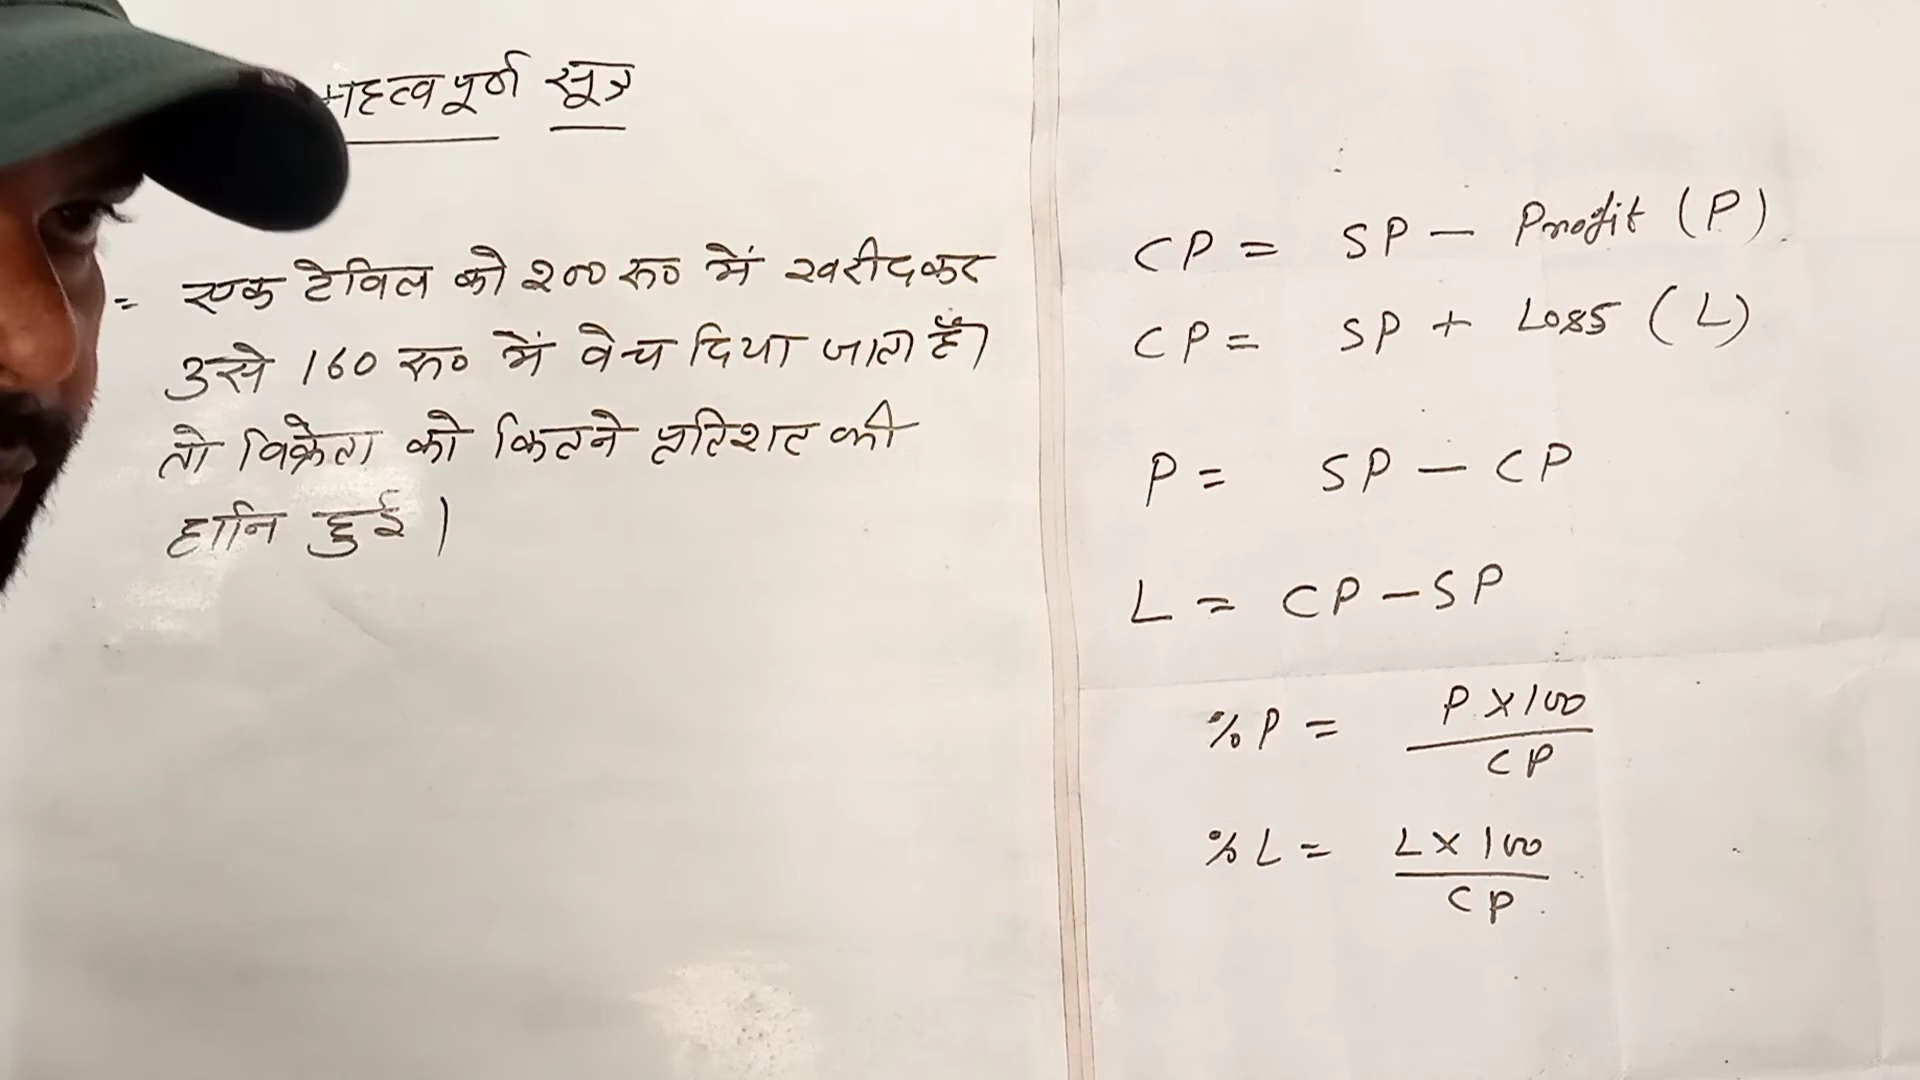 महत्वपूर्ण सूत्र
= एक टेविल को २०० रू० में खरीदकर
उसे 160 रू० में वेच दिया जाता है।
तो विक्रेता को कितने प्रतिशत की
हानि हुई।
CP = SP - Profit (P)
CP = SP + Loss (L)
P = SP - CP
L = CP - SP
%P = P×100
CP
%L = L×100
CP